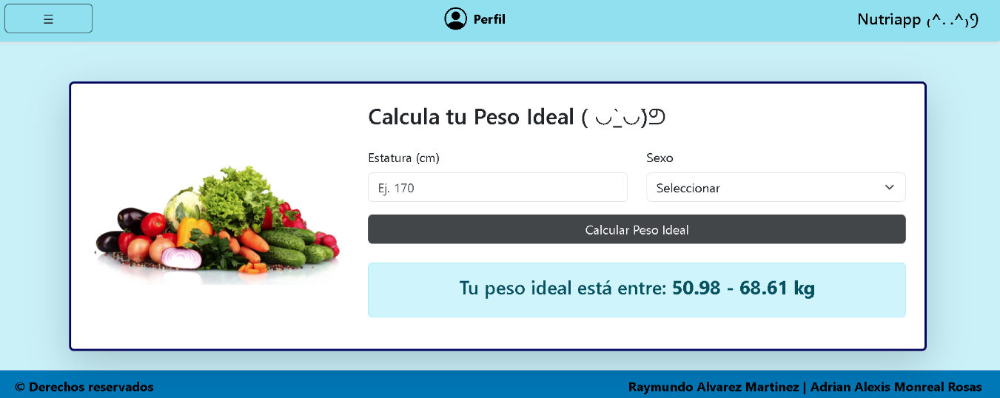 ☰
Perfil
Nutriapp ₍^. .^₎Ⳋ
Calcula tu Peso Ideal ( ◡̀_◡́)ᕤ
Estatura (cm)
Sexo
Ej. 170
Seleccionar
Calcular Peso Ideal
Tu peso ideal está entre: 50.98 - 68.61 kg
© Derechos reservados
Raymundo Alvarez Martinez | Adrian Alexis Monreal Rosas